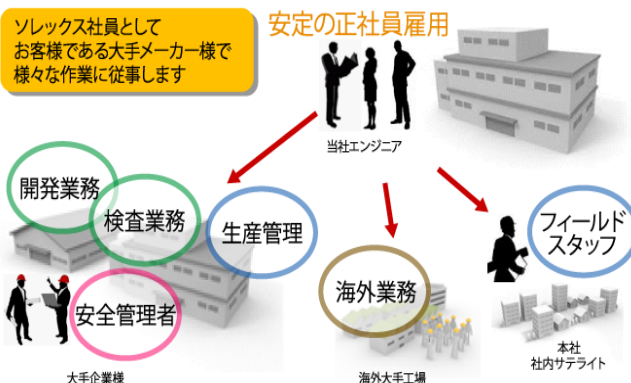 ソレックス社員として
お客様である大手メーカー様で
様々な作業に従事します
安定の正社員雇用
当社エンジニア
開発業務
検査業務
生産管理
安全管理者
大手企業様
海外業務
海外大手工場
フィールド
スタッフ
本社
社内サテライト